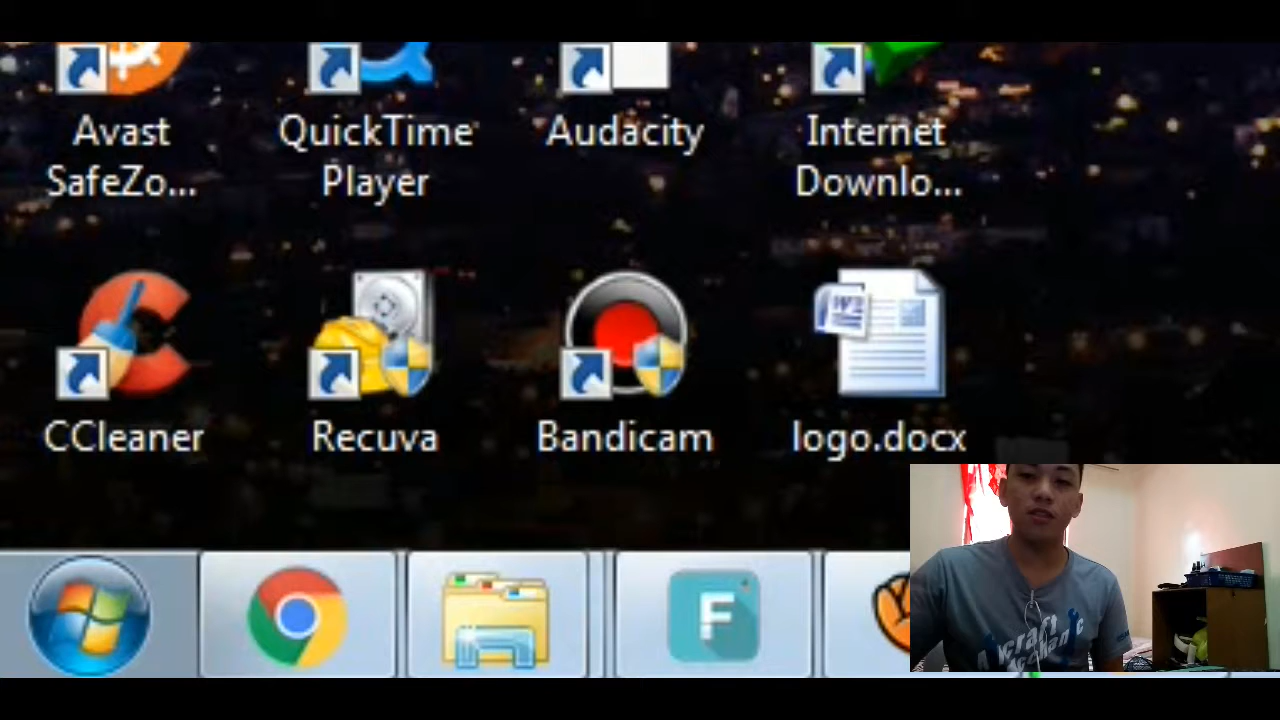 Avast
SafeZo...
QuickTime
Player
Audacity
Internet
Downlo...
CCleaner
Recuva
Bandicam
logo.docx
W
F